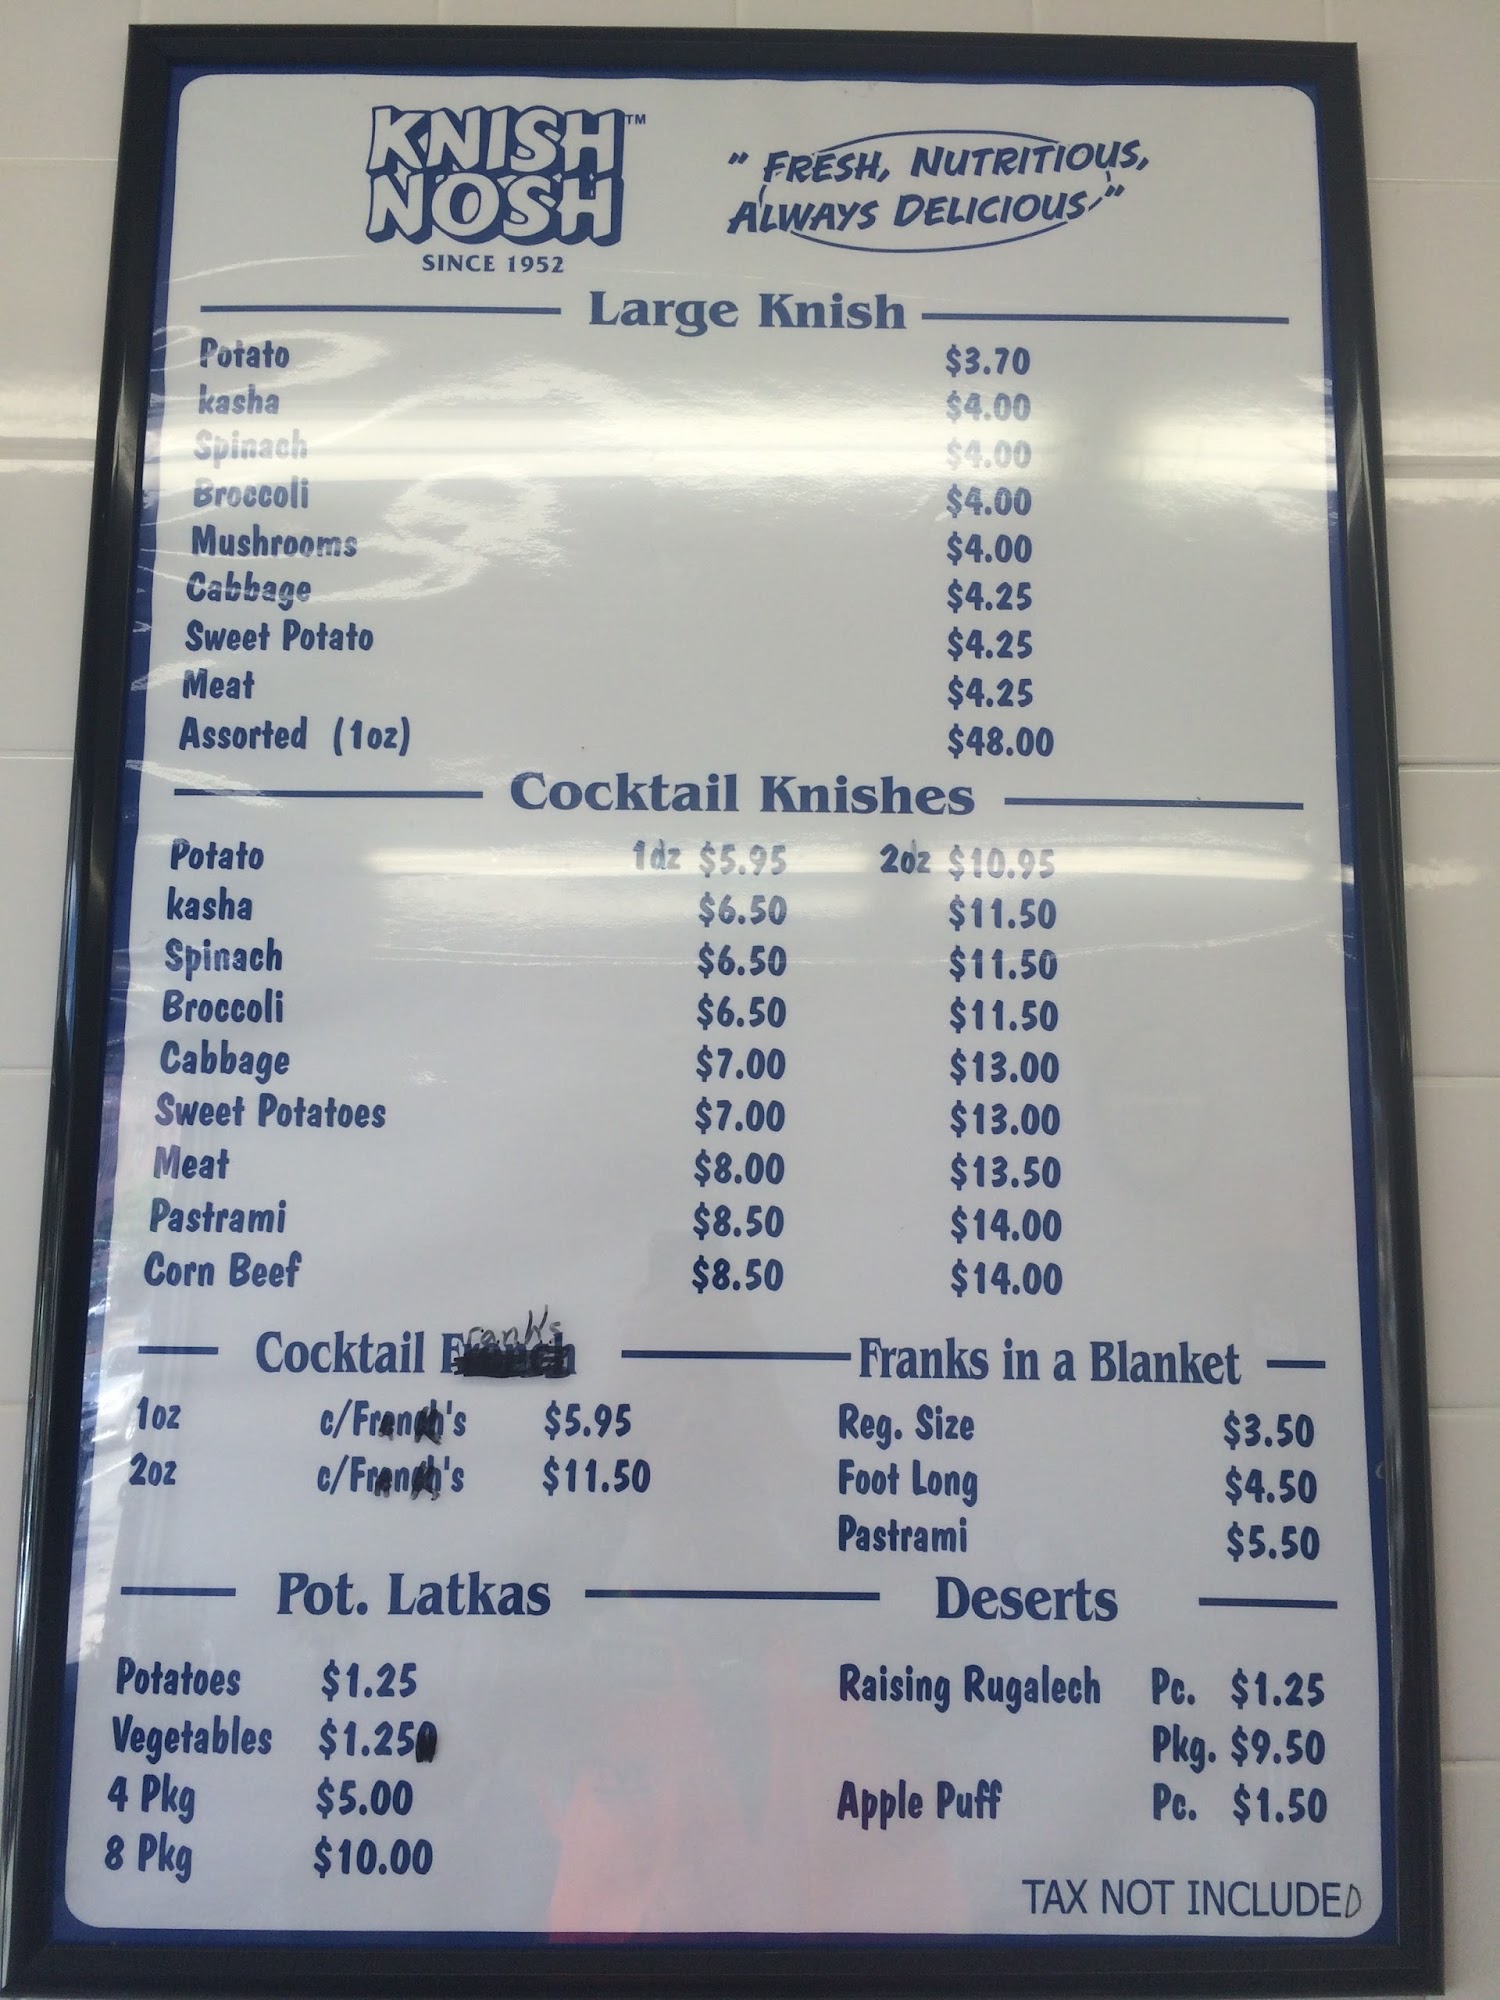 KNISH™
NOSH
SINCE 1952
" FRESH, NUTRITIOUS,
ALWAYS DELICIOUS."
Large Knish
Potato $3.70
kasha $4.00
Spinach $4.00
Broccoli $4.00
Mushrooms $4.00
Cabbage $4.25
Sweet Potato $4.25
Meat $4.25
Assorted (1oz) $48.00
Cocktail Knishes
Potato 1dz $5.95 2dz $10.95
kasha $6.50 $11.50
Spinach $6.50 $11.50
Broccoli $6.50 $11.50
Cabbage $7.00 $13.00
Sweet Potatoes $7.00 $13.00
Meat $8.00 $13.50
Pastrami $8.50 $14.00
Corn Beef $8.50 $14.00
Cocktail Franks
1oz c/Frank's $5.95
2oz c/Frank's $11.50
Franks in a Blanket
Reg. Size $3.50
Foot Long $4.50
Pastrami $5.50
Pot. Latkas
Potatoes $1.25
Vegetables $1.25
4 Pkg $5.00
8 Pkg $10.00
Deserts
Raising Rugalech Pc. $1.25
Pkg. $9.50
Apple Puff Pc. $1.50
TAX NOT INCLUDED